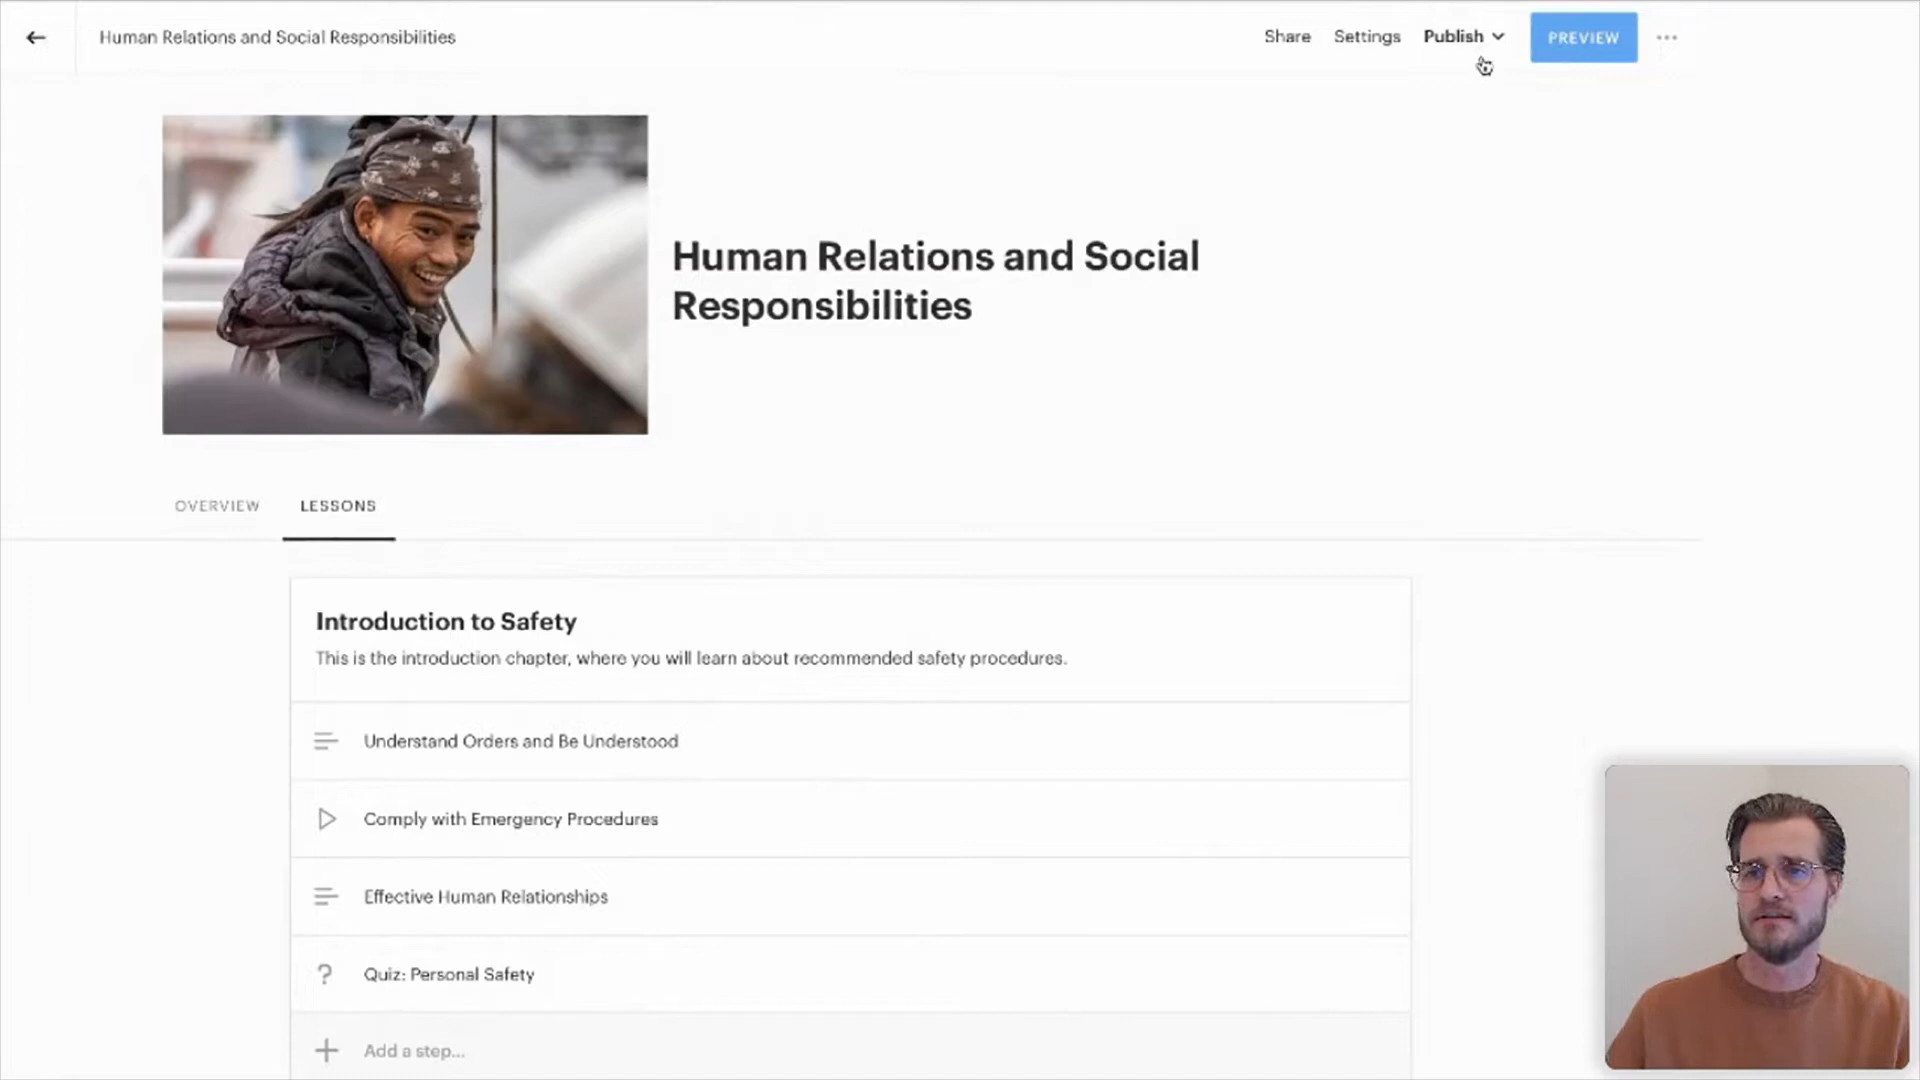 Human Relations and Social Responsibilities
Share
Settings
Publish
PREVIEW
Human Relations and Social
Responsibilities
OVERVIEW
LESSONS
Introduction to Safety
This is the introduction chapter, where you will learn about recommended safety procedures.
Understand Orders and Be Understood
Comply with Emergency Procedures
Effective Human Relationships
? Quiz: Personal Safety
Add a step...